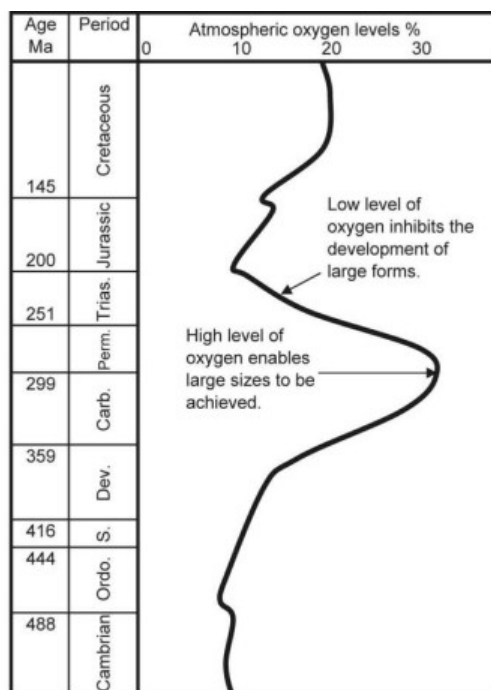 Age Ma
Period
Atmospheric oxygen levels %
0 10 20 30
Cretaceous
145
Jurassic
200
Trias.
251
Perm.
299
Carb.
359
Dev.
416
S.
444
Ordo.
488
Cambrian
Low level of
oxygen inhibits the
development of
large forms.
High level of
oxygen enables
large sizes to be
achieved.